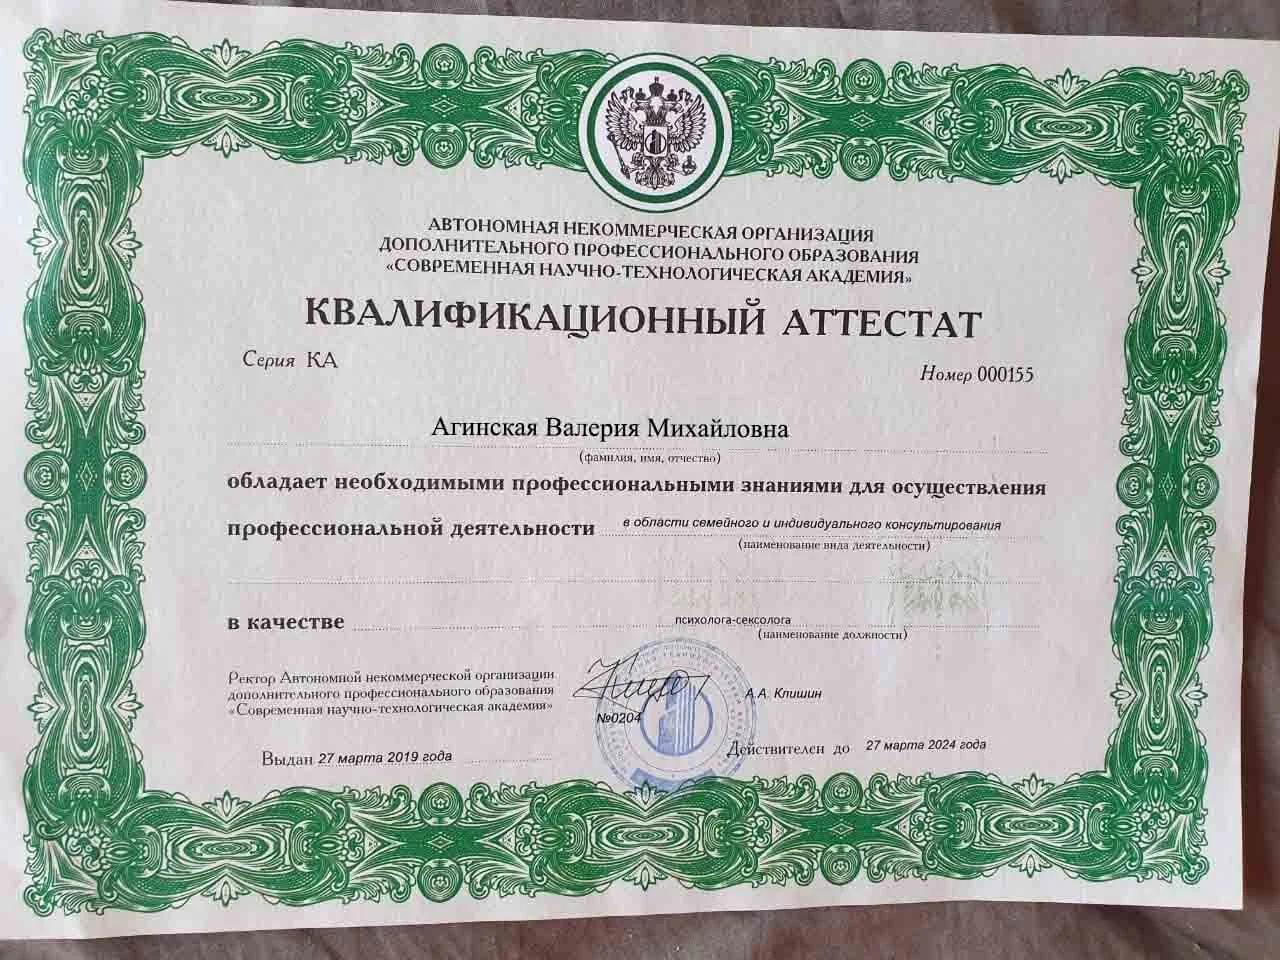 АВТОНОМНАЯ НЕКОММЕРЧЕСКАЯ ОРГАНИЗАЦИЯ
ДОПОЛНИТЕЛЬНОГО ПРОФЕССИОНАЛЬНОГО ОБРАЗОВАНИЯ
«СОВРЕМЕННАЯ НАУЧНО-ТЕХНОЛОГИЧЕСКАЯ АКАДЕМИЯ»
КВАЛИФИКАЦИОННЫЙ АТТЕСТАТ
Серия КА
Номер 000155
Агинская Валерия Михайловна
(фамилия, имя, отчество)
обладает необходимыми профессиональными знаниями для осуществления
профессиональной деятельности в области семейного и индивидуального консультирования
(наименование вида деятельности)
в качестве психолога-сексолога
(наименование должности)
Ректор Автономной некоммерческой организации
дополнительного профессионального образования
«Современная научно-технологическая академия»
А.А. Клишин
№0204
Выдан 27 марта 2019 года
Действителен до 27 марта 2024 года